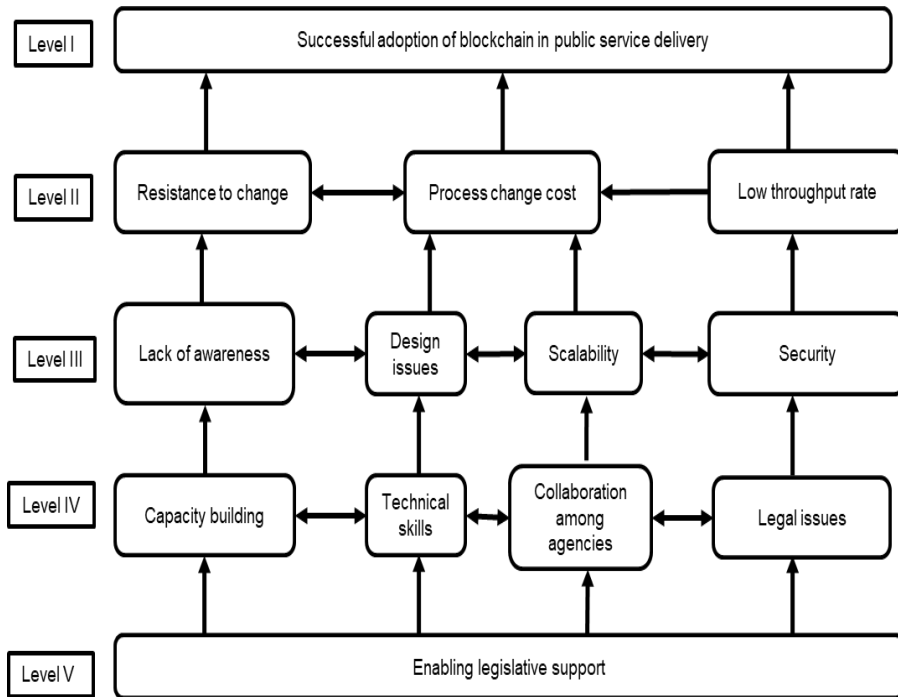 Level I
Successful adoption of blockchain in public service delivery
Level II
Resistance to change
Process change cost
Low throughput rate
Level III
Lack of awareness
Design
issues
Scalability
Security
Level IV
Capacity building
Technical
skills
Collaboration
among
agencies
Legal issues
Level V
Enabling legislative support